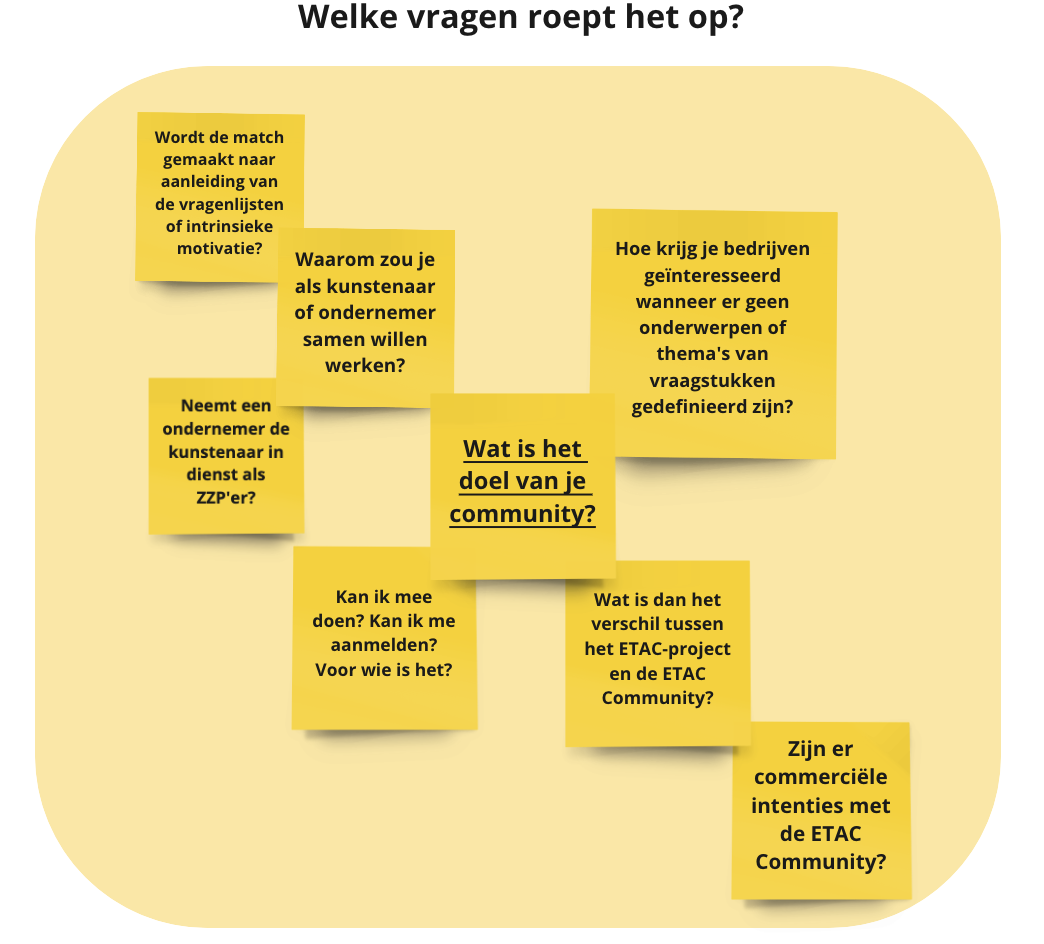 Welke vragen roept het op?
Wordt de match
gemaakt naar
aanleiding van
de vragenlijsten
of intrinsieke
motivatie?
Waarom zou je
als kunstenaar
of ondernemer
samen willen
werken?
Hoe krijg je bedrijven
geïnteresseerd
wanneer er geen
onderwerpen of
thema's van
vraagstukken
gedefinieerd zijn?
Neemt een
ondernemer de
kunstenaar in
dienst als
ZZP'er?
Wat is het
doel van je
community?
Kan ik mee
doen? Kan ik me
aanmelden?
Voor wie is het?
Wat is dan het
verschil tussen
het ETAC-project
en de ETAC
Community?
Zijn er
commerciële
intenties met
de ETAC
Community?